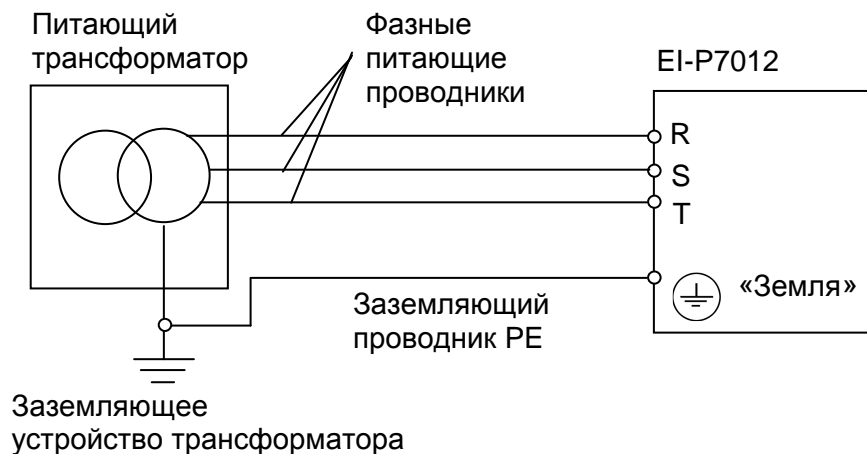 Питающий
трансформатор
Фазные
питающие
проводники
EI-P7012
R
S
T
«Земля»
Заземляющий
проводник PE
Заземляющее
устройство трансформатора